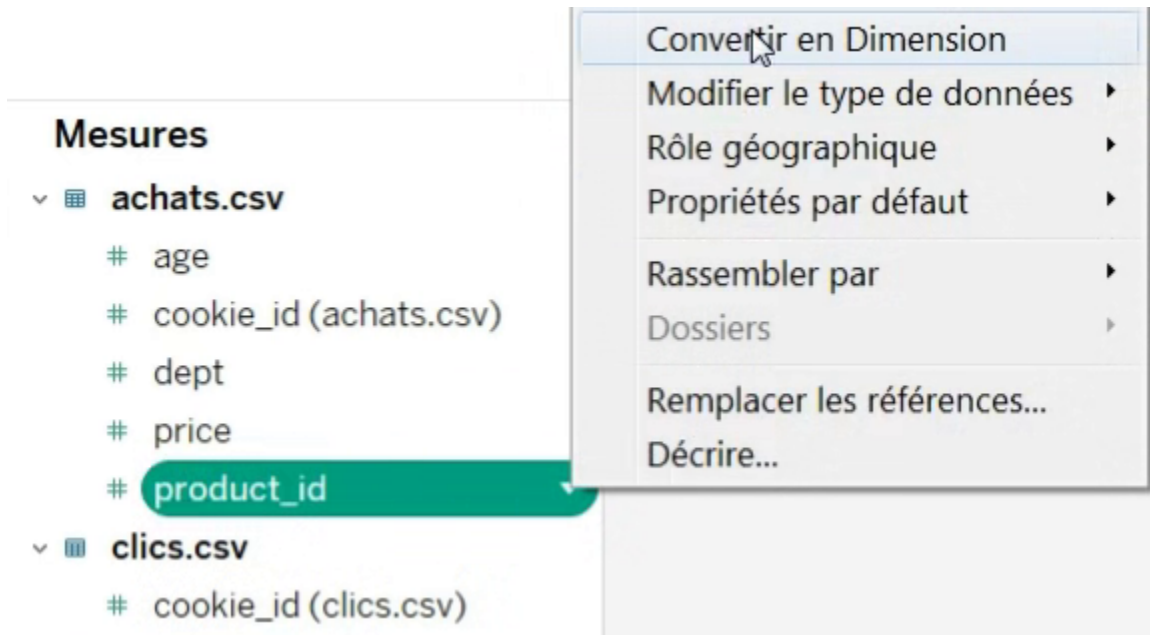 Convertir en Dimension
Modifier le type de données
Rôle géographique
Propriétés par défaut
Rassembler par
Dossiers
Remplacer les références...
Décrire...
Mesures
achats.csv
# age
# cookie_id (achats.csv)
# dept
# price
# product_id
clics.csv
# cookie_id (clics.csv)